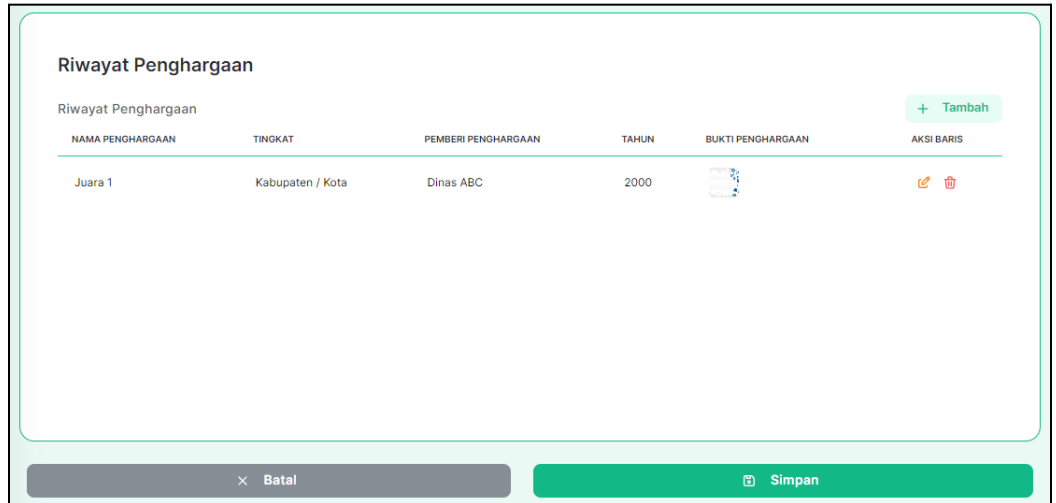 Riwayat Penghargaan
Riwayat Penghargaan
+ Tambah
NAMA PENGHARGAAN TINGKAT PEMBERI PENGHARGAAN TAHUN BUKTI PENGHARGAAN AKSI BARIS
Juara 1 Kabupaten / Kota Dinas ABC 2000
Batal Simpan